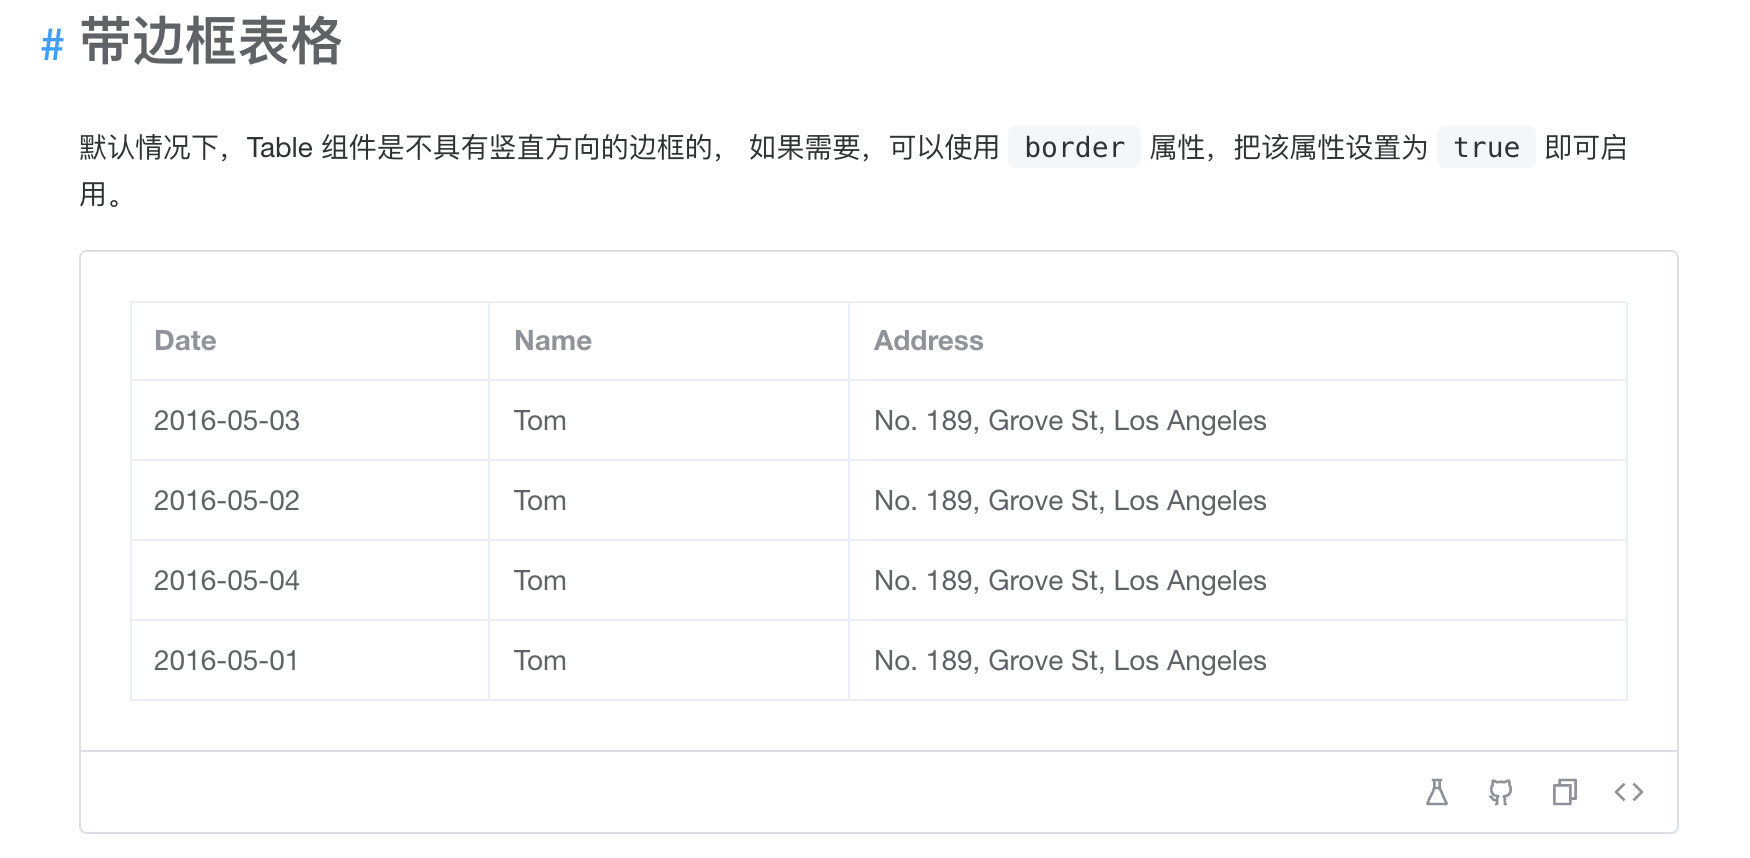 # 带边框表格
默认情况下，Table 组件是不具有竖直方向的边框的， 如果需要，可以使用 border 属性，把该属性设置为 true 即可启
用。
Date Name Address
2016-05-03 Tom No. 189, Grove St, Los Angeles
2016-05-02 Tom No. 189, Grove St, Los Angeles
2016-05-04 Tom No. 189, Grove St, Los Angeles
2016-05-01 Tom No. 189, Grove St, Los Angeles